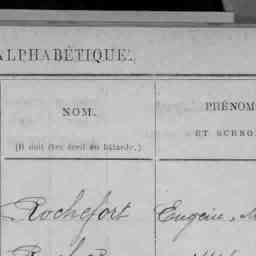 ALPHABÉTIQUE.
NOM.
(Il doit être écrit en bâtarde.)
PRÉNOM
ET SURNO
Rochefort Eugène,